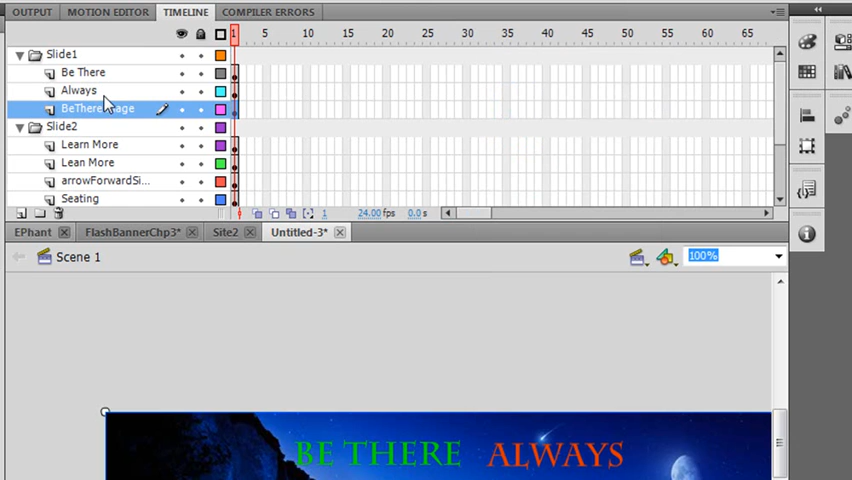 OUTPUT MOTION EDITOR TIMELINE COMPILER ERRORS
1 5 10 15 20 25 30 35 40 45 50 55 60 65
Slide1
Be There
Always
Slide2
Learn More
Lean More
arrowForwardSi...
Seating
1 24.00 fps 0.0 s
EPhant FlashBannerChp3* Site2 Untitled-3*
Scene 1 100%
BE THERE ALWAYS